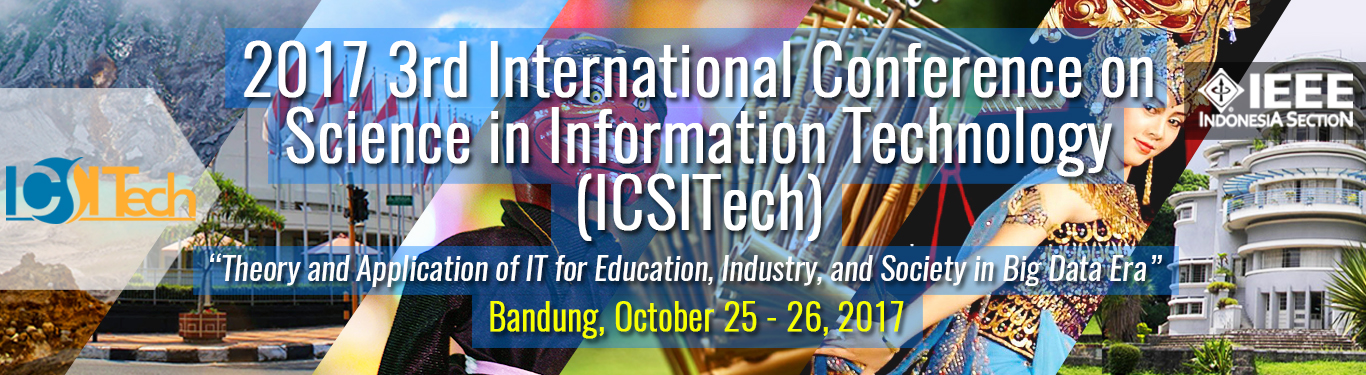 2017 3rd International Conference on
Science in Information Technology
(ICSITech)
"Theory and Application of IT for Education, Industry, and Society in Big Data Era"
Bandung, October 25 - 26, 2017
ICSITech
IEEE
INDONESIA SECTION